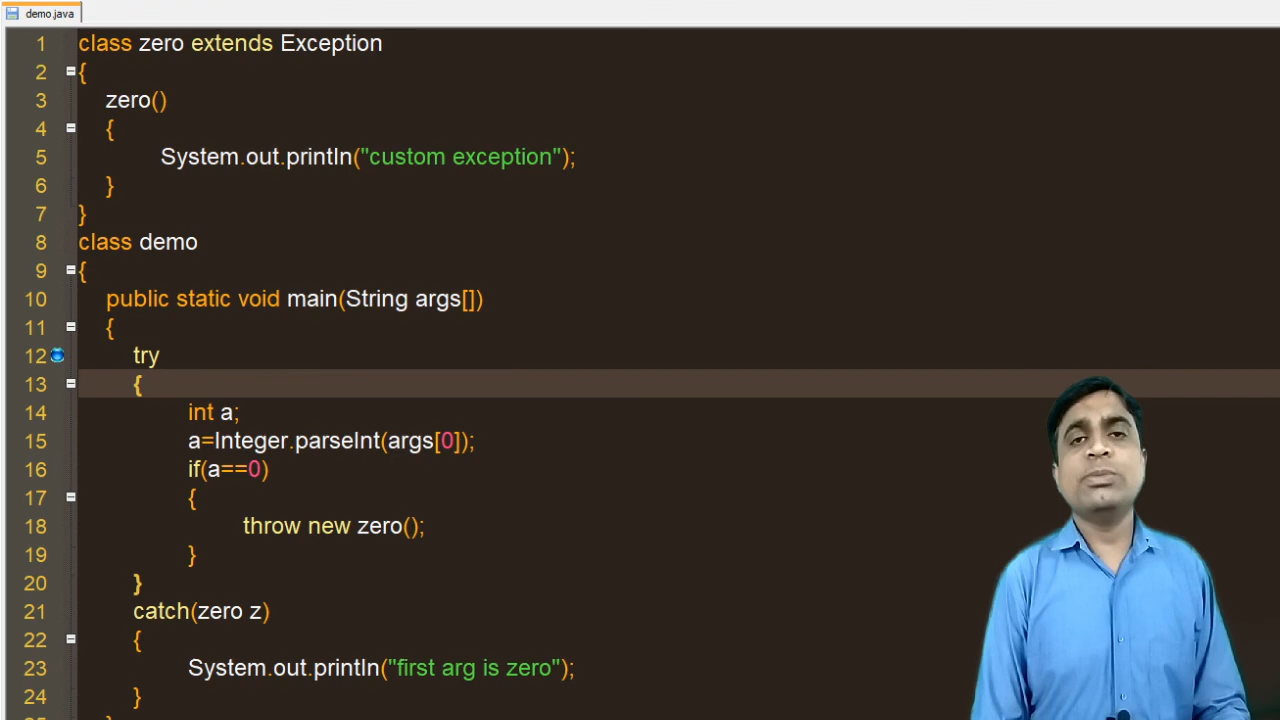 demo.java
1 class zero extends Exception
2 {
3 zero()
4 {
5 System.out.println("custom exception");
6 }
7 }
8 class demo
9 {
10 public static void main(String args[])
11 {
12 try
13 {
14 int a;
15 a=Integer.parseInt(args[0]);
16 if(a==0)
17 {
18 throw new zero();
19 }
20 }
21 catch(zero z)
22 {
23 System.out.println("first arg is zero");
24 }